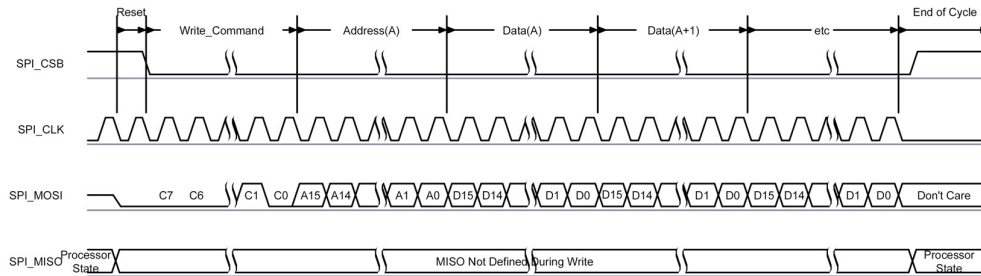 Reset
End of Cycle
Write_Command Address(A) Data(A) Data(A+1) etc
SPI_CSB
SPI_CLK
SPI_MOSI C7 C6 C1 C0 A15 A14 A1 A0 D15 D14 D1 D0 D15 D14 D1 D0 D15 D14 D1 D0 Don't Care
SPI_MISO Processor State MISO Not Defined During Write Processor State